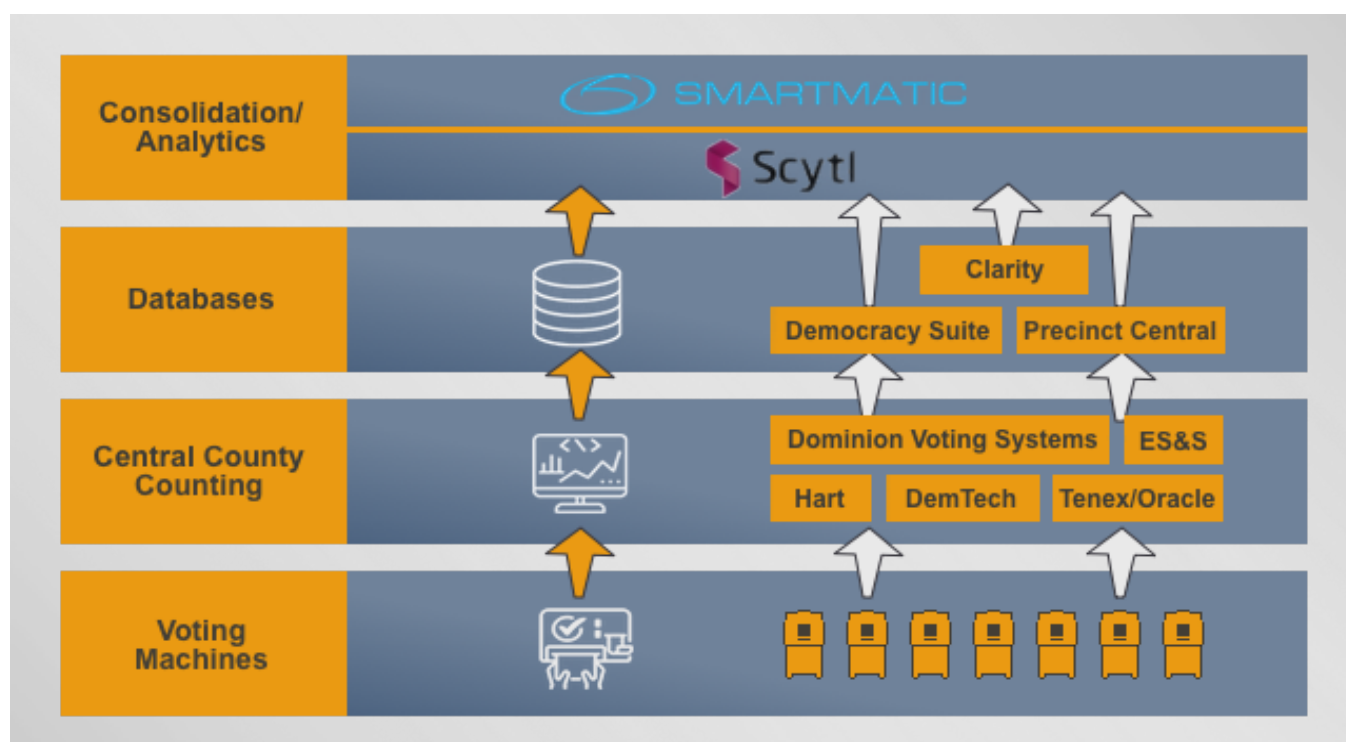 Consolidation/
Analytics
SMARTMATIC
Scytl
Databases
Clarity
Democracy Suite
Precinct Central
Central County
Counting
Dominion Voting Systems
ES&S
Hart
DemTech
Tenex/Oracle
Voting
Machines